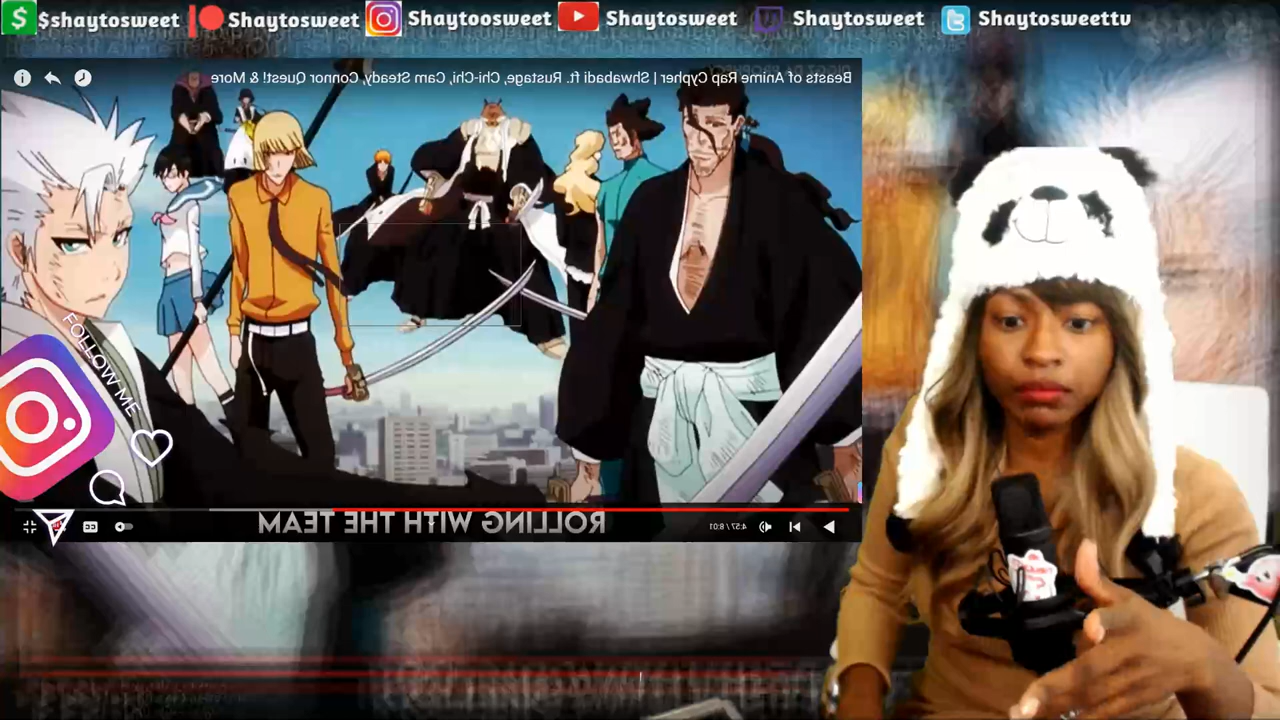 $shaytosweet Shaytosweet Shaytoosweet Shaytosweet Shaytosweet Shaytosweettv
Beasts of Anime Rap Cypher | Shwabadi ft. Rustage, Chi-Chi, Cam Steady, Connor Quest! & More
FOLLOW ME
ROLLING WITH THE TEAM
4:57 / 8:01